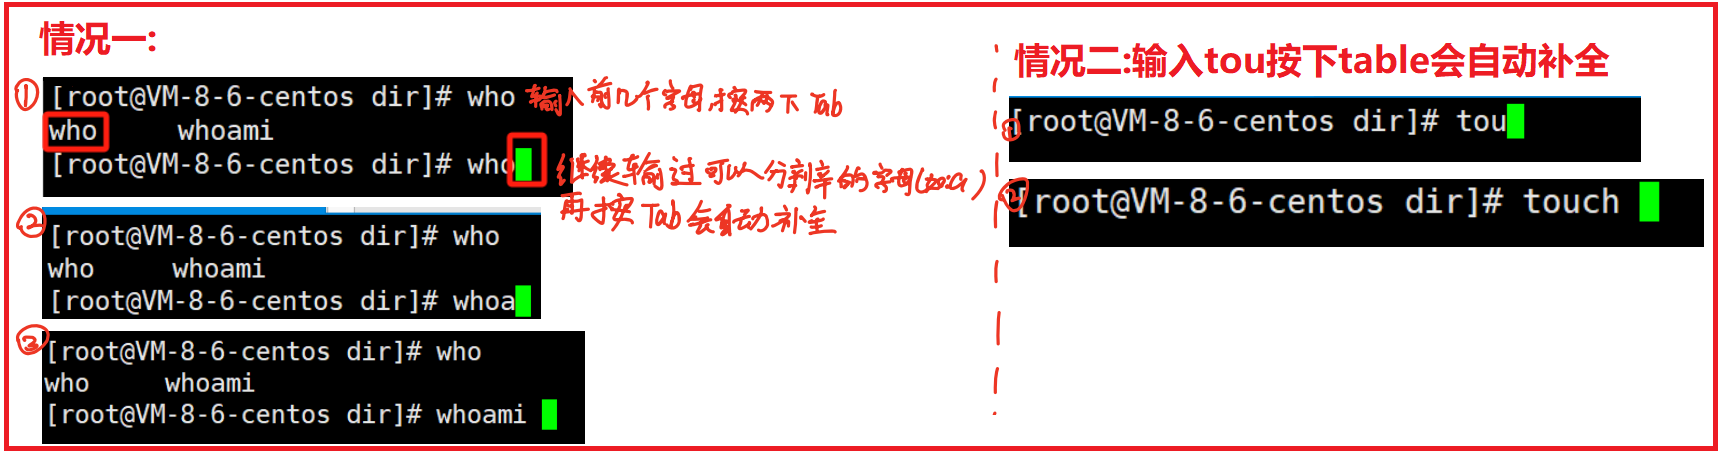 情况一:
①
[root@VM-8-6-centos dir]# who
输入前几个字母,按两下Tab
who whoami
[root@VM-8-6-centos dir]# who
继续输过可以分辨的字母
再按Tab会自动补全
②
[root@VM-8-6-centos dir]# who
who whoami
[root@VM-8-6-centos dir]# whoa
③
[root@VM-8-6-centos dir]# who
who whoami
[root@VM-8-6-centos dir]# whoami
情况二:输入tou按下table会自动补全
①
[root@VM-8-6-centos dir]# tou
②
[root@VM-8-6-centos dir]# touch